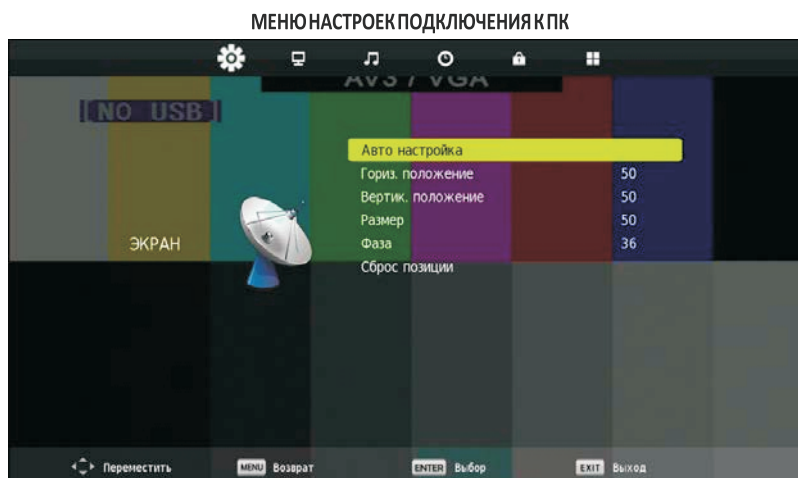 МЕНЮ НАСТРОЕК ПОДКЛЮЧЕНИЯ К ПК
AV3 / VGA
NO USB
Авто настройка
Гориз. положение 50
Вертик. положение 50
Размер 50
ЭКРАН
Фаза 36
Сброс позиции
Переместить MENU Возврат ENTER Выбор EXIT Выход